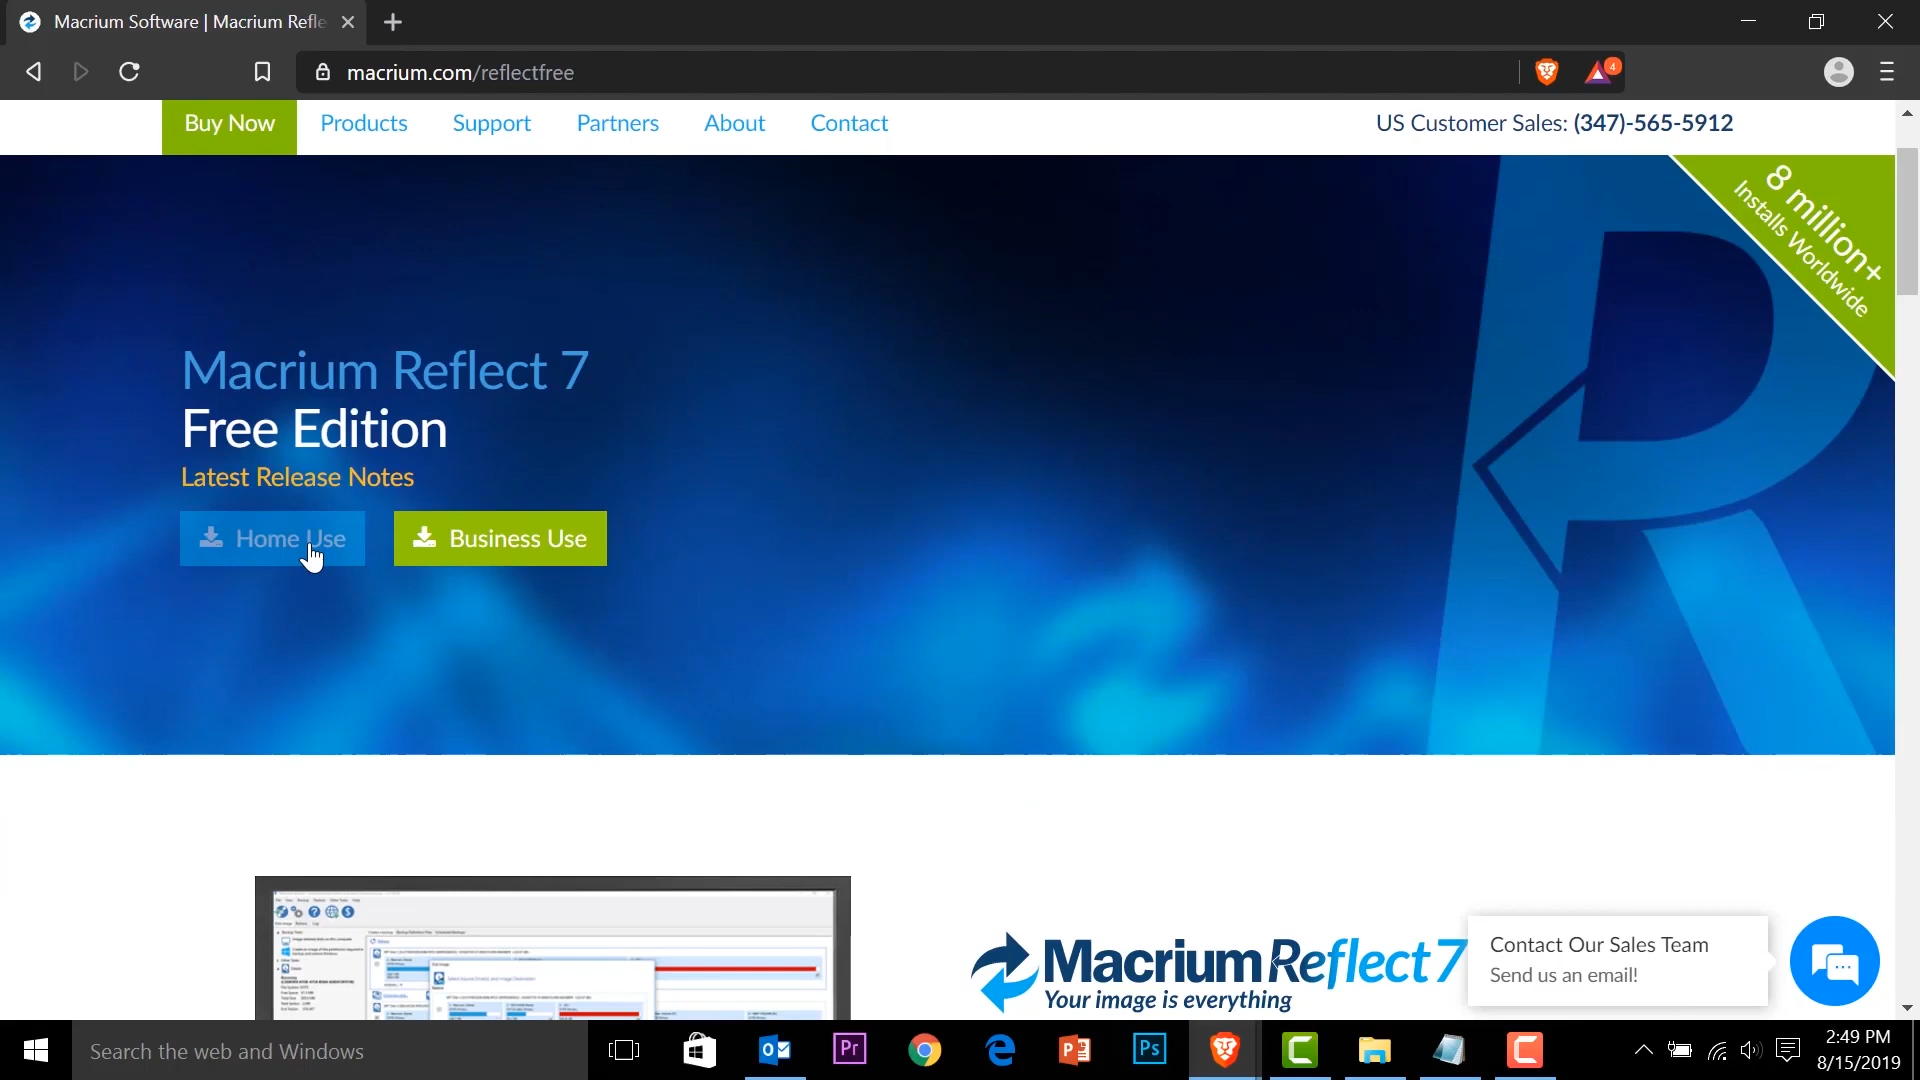 Macrium Software | Macrium Refle
macrium.com/reflectfree
4
Buy Now
Products
Support
Partners
About
Contact
US Customer Sales: (347)-565-5912
8 million+
Installs Worldwide
Macrium Reflect 7
Free Edition
Latest Release Notes
Home Use
Business Use
Macrium Reflect 7
Your image is everything
Contact Our Sales Team
Send us an email!
Search the web and Windows
Pr
Ps
2:49 PM
8/15/2019